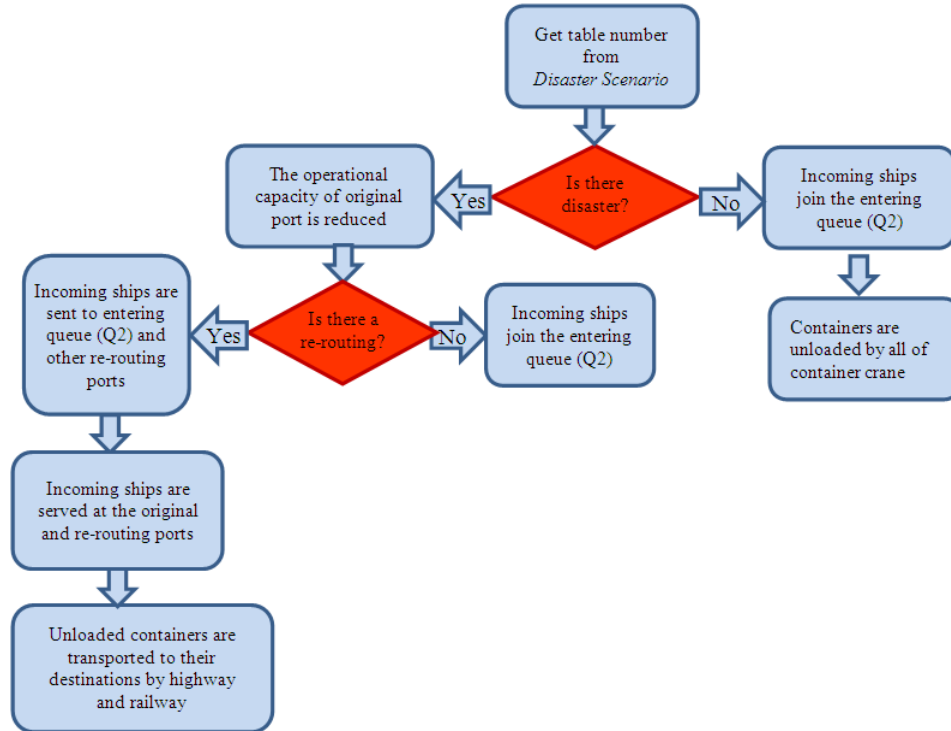 Get table number
from
Disaster Scenario
Is there
disaster?
Yes
No
The operational
capacity of original
port is reduced
Incoming ships
join the entering
queue (Q2)
Containers are
unloaded by all of
container crane
Is there a
re-routing?
Yes
No
Incoming ships
join the entering
queue (Q2)
Incoming ships are
sent to entering
queue (Q2) and
other re-routing
ports
Incoming ships are
served at the original
and re-routing ports
Unloaded containers are
transported to their
destinations by highway
and railway